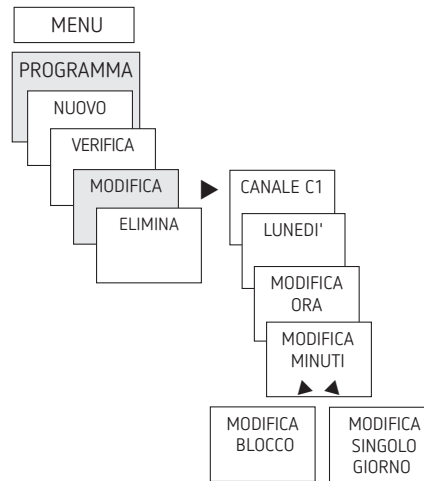 MENU
PROGRAMMA
NUOVO
VERIFICA
MODIFICA
ELIMINA
CANALE C1
LUNEDI'
MODIFICA
ORA
MODIFICA
MINUTI
MODIFICA
BLOCCO
MODIFICA
SINGOLO
GIORNO